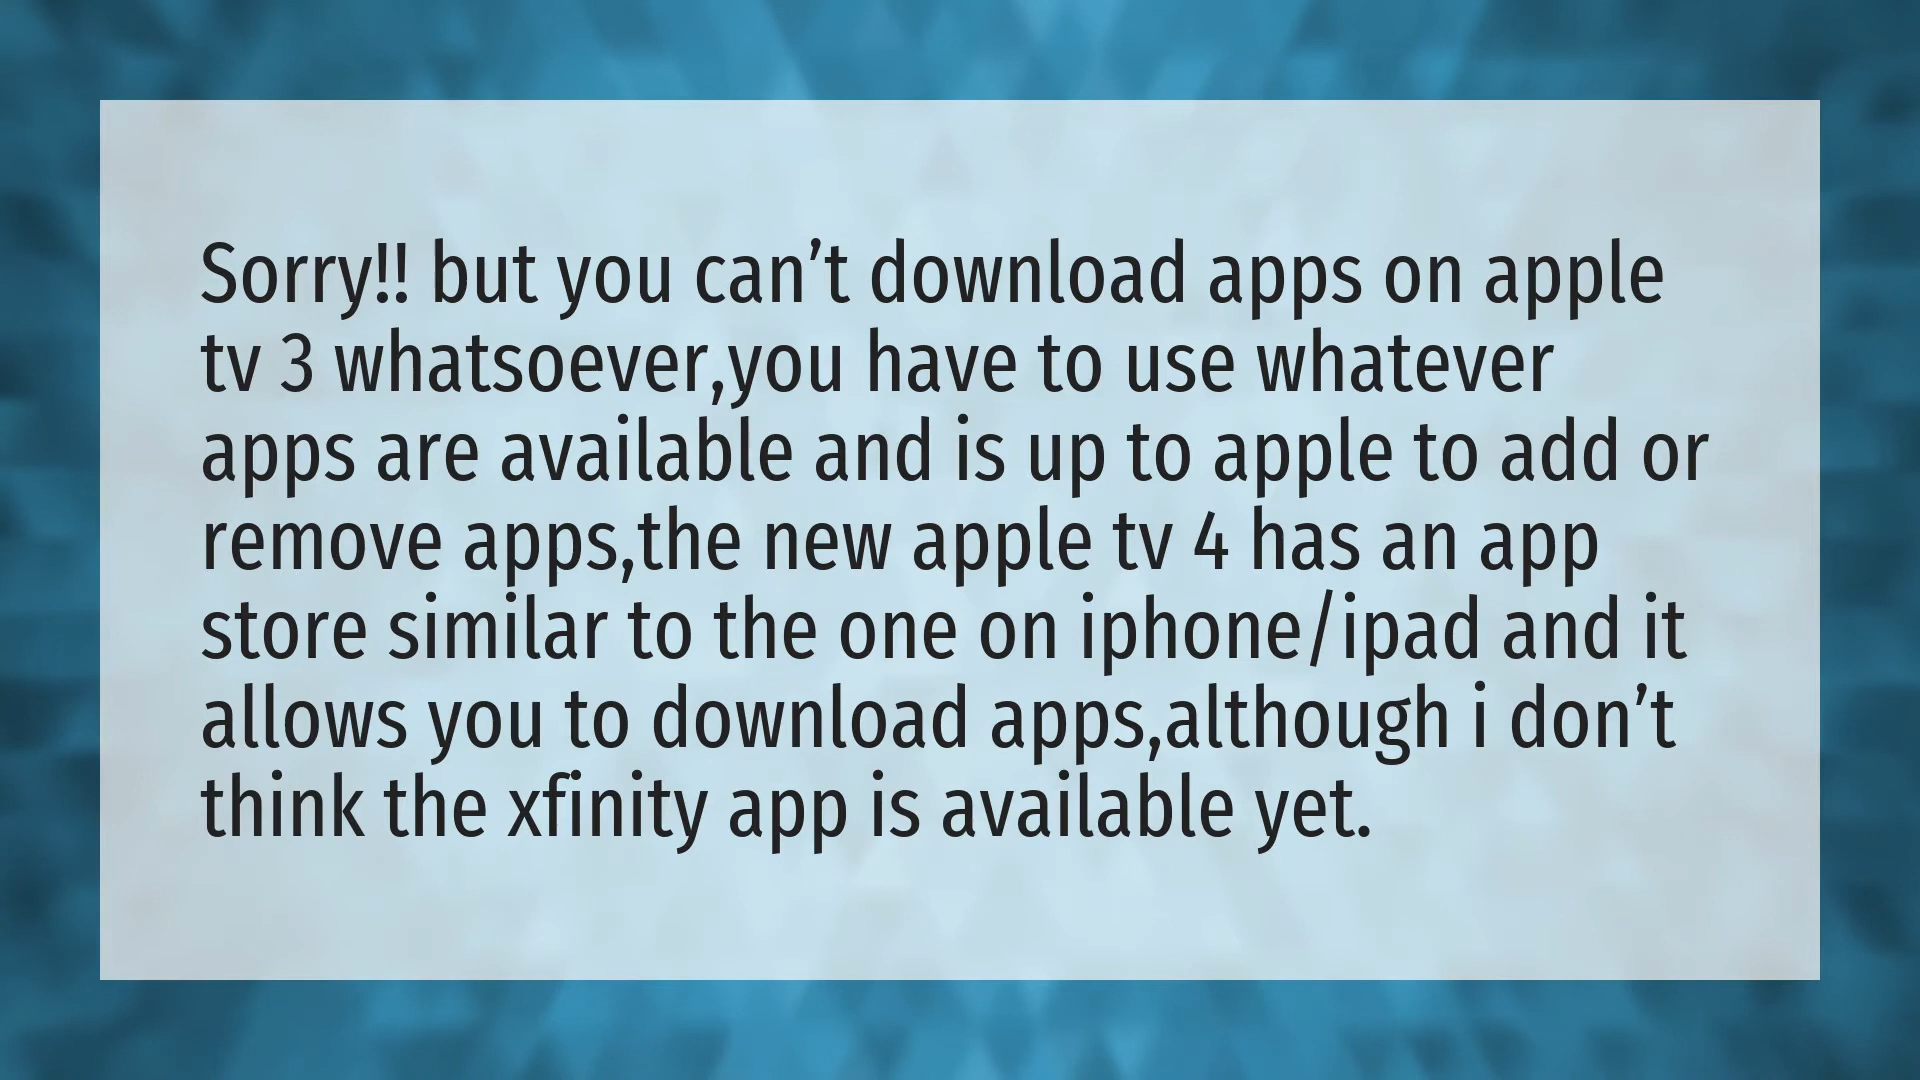 Sorry!! but you can’t download apps on apple
tv 3 whatsoever,you have to use whatever
apps are available and is up to apple to add or
remove apps,the new apple tv 4 has an app
store similar to the one on iphone/ipad and it
allows you to download apps,although i don’t
think the xfinity app is available yet.